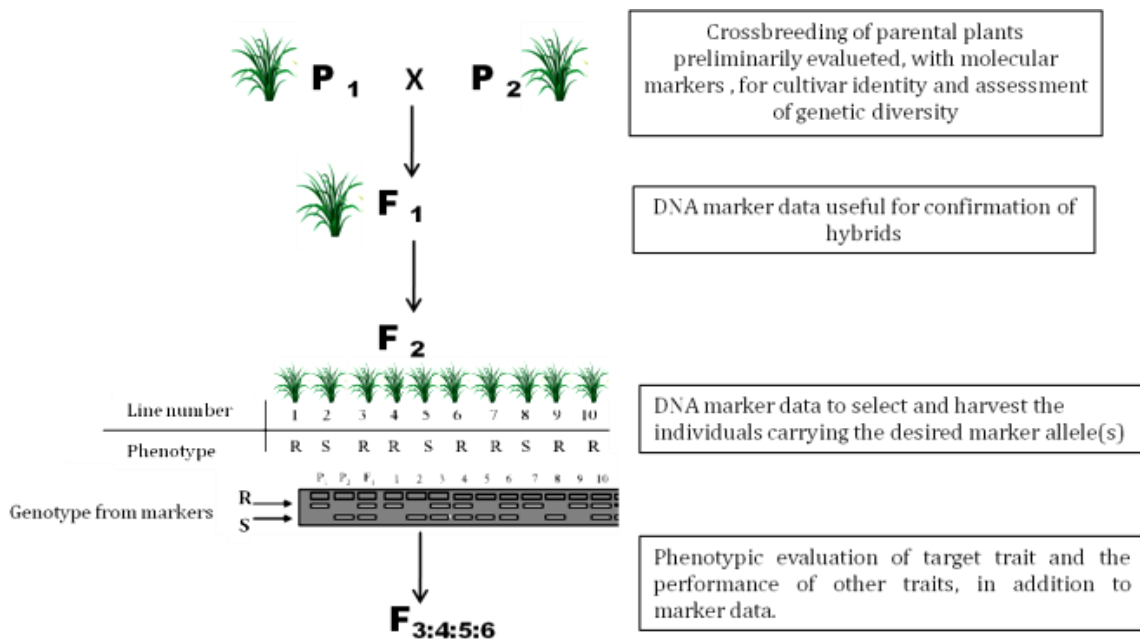 P 1 X P 2
Crossbreeding of parental plants
preliminarily evalueted, with molecular
markers , for cultivar identity and assessment
of genetic diversity
F 1
DNA marker data useful for confirmation of
hybrids
F 2
Line number 1 2 3 4 5 6 7 8 9 10
Phenotype R S R R S R R S R R
DNA marker data to select and harvest the
individuals carrying the desired marker allele(s)
P1 P2 F1 1 2 3 4 5 6 7 8 9 10
R
Genotype from markers
S
Phenotypic evaluation of target trait and the
performance of other traits, in addition to
marker data.
F3:4:5:6